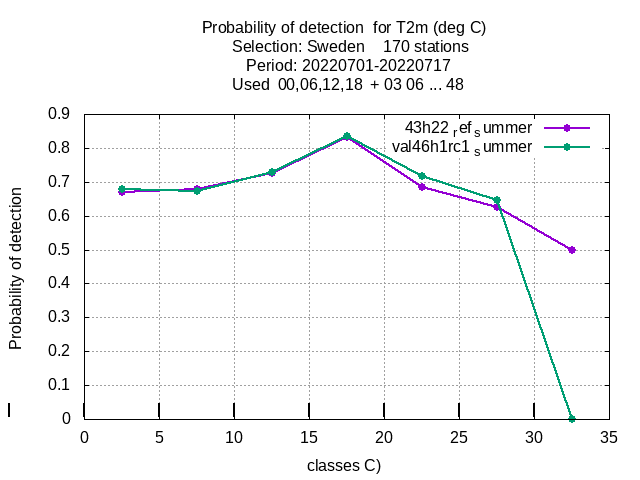 Probability of detection  for T2m (deg C)
Selection: Sweden    170 stations
Period: 20220701-20220717
Used  00,06,12,18  + 03 06 ... 48
43h22 ref summer
val46h1rc1 summer
Probability of detection
0.9
0.8
0.7
0.6
0.5
0.4
0.3
0.2
0.1
0
0 5 10 15 20 25 30 35
classes C)